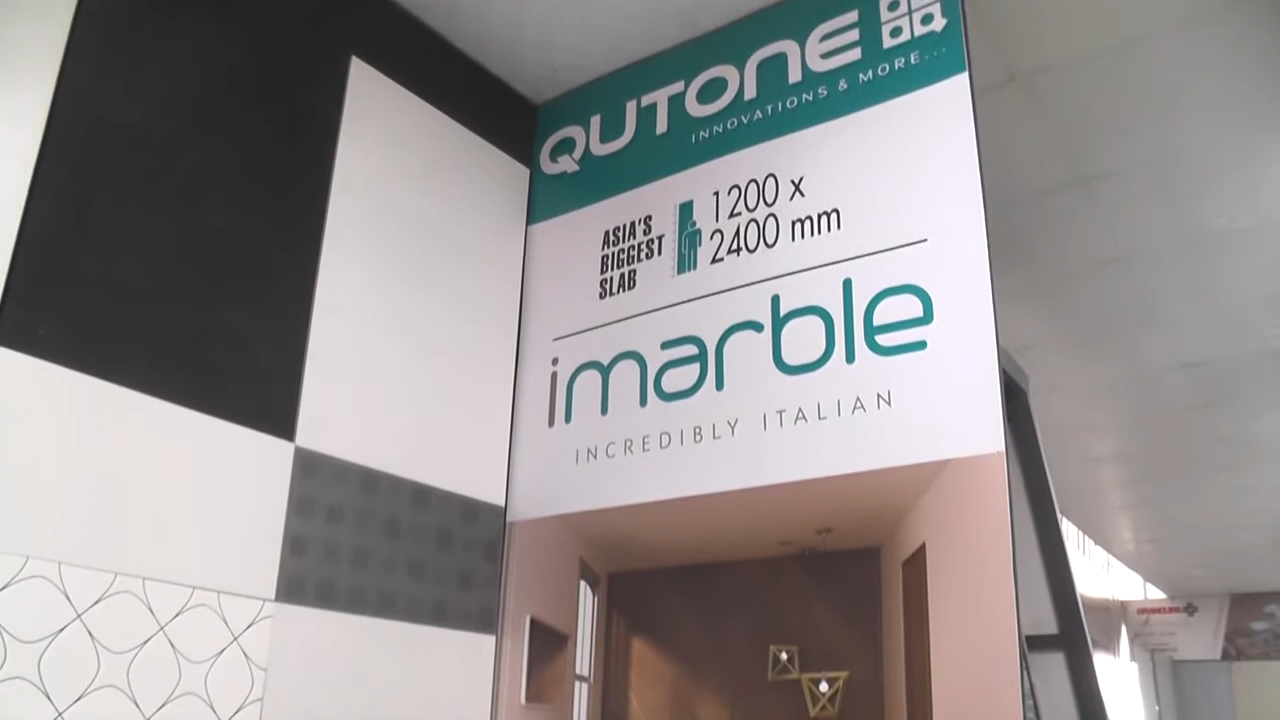 QUTONE
INNOVATIONS & MORE...
ASIA'S
BIGGEST
SLAB
1200 x
2400 mm
imarble
INCREDIBLY ITALIAN